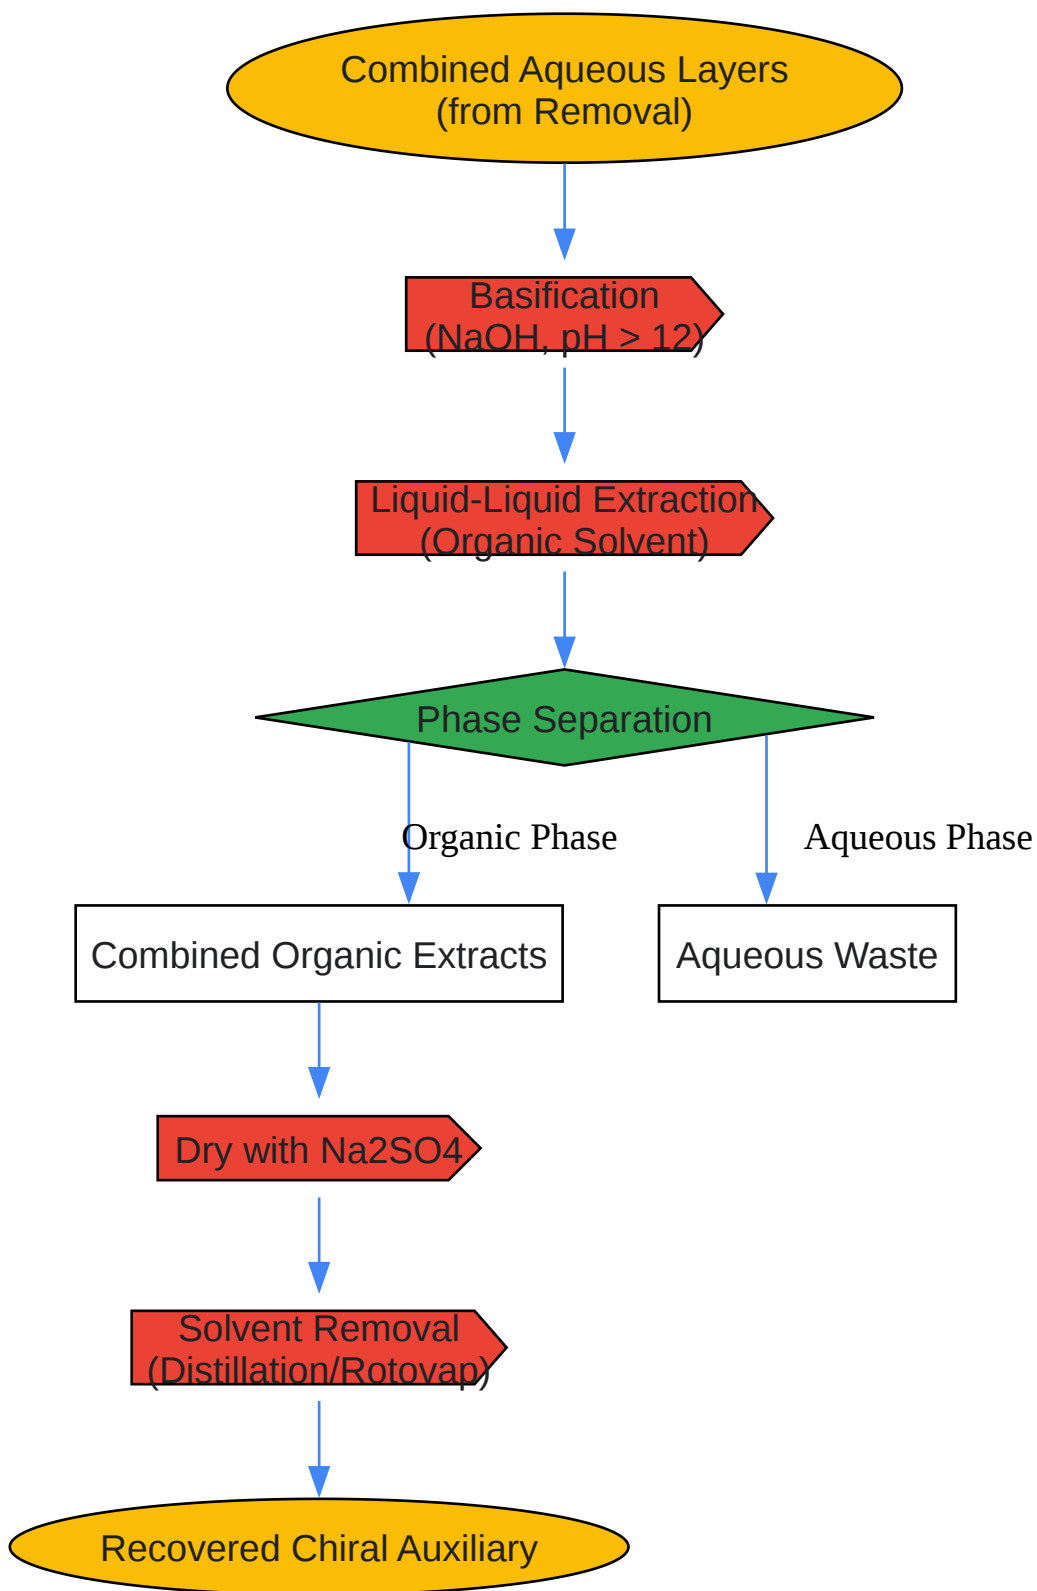 Combined Aqueous Layers
(from Removal)
Basification
(NaOH, pH > 12)
Liquid-Liquid Extraction
(Organic Solvent)
Phase Separation
Organic Phase
Aqueous Phase
Combined Organic Extracts
Aqueous Waste
Dry with Na2SO4
Solvent Removal
(Distillation/Rotovap)
Recovered Chiral Auxiliary